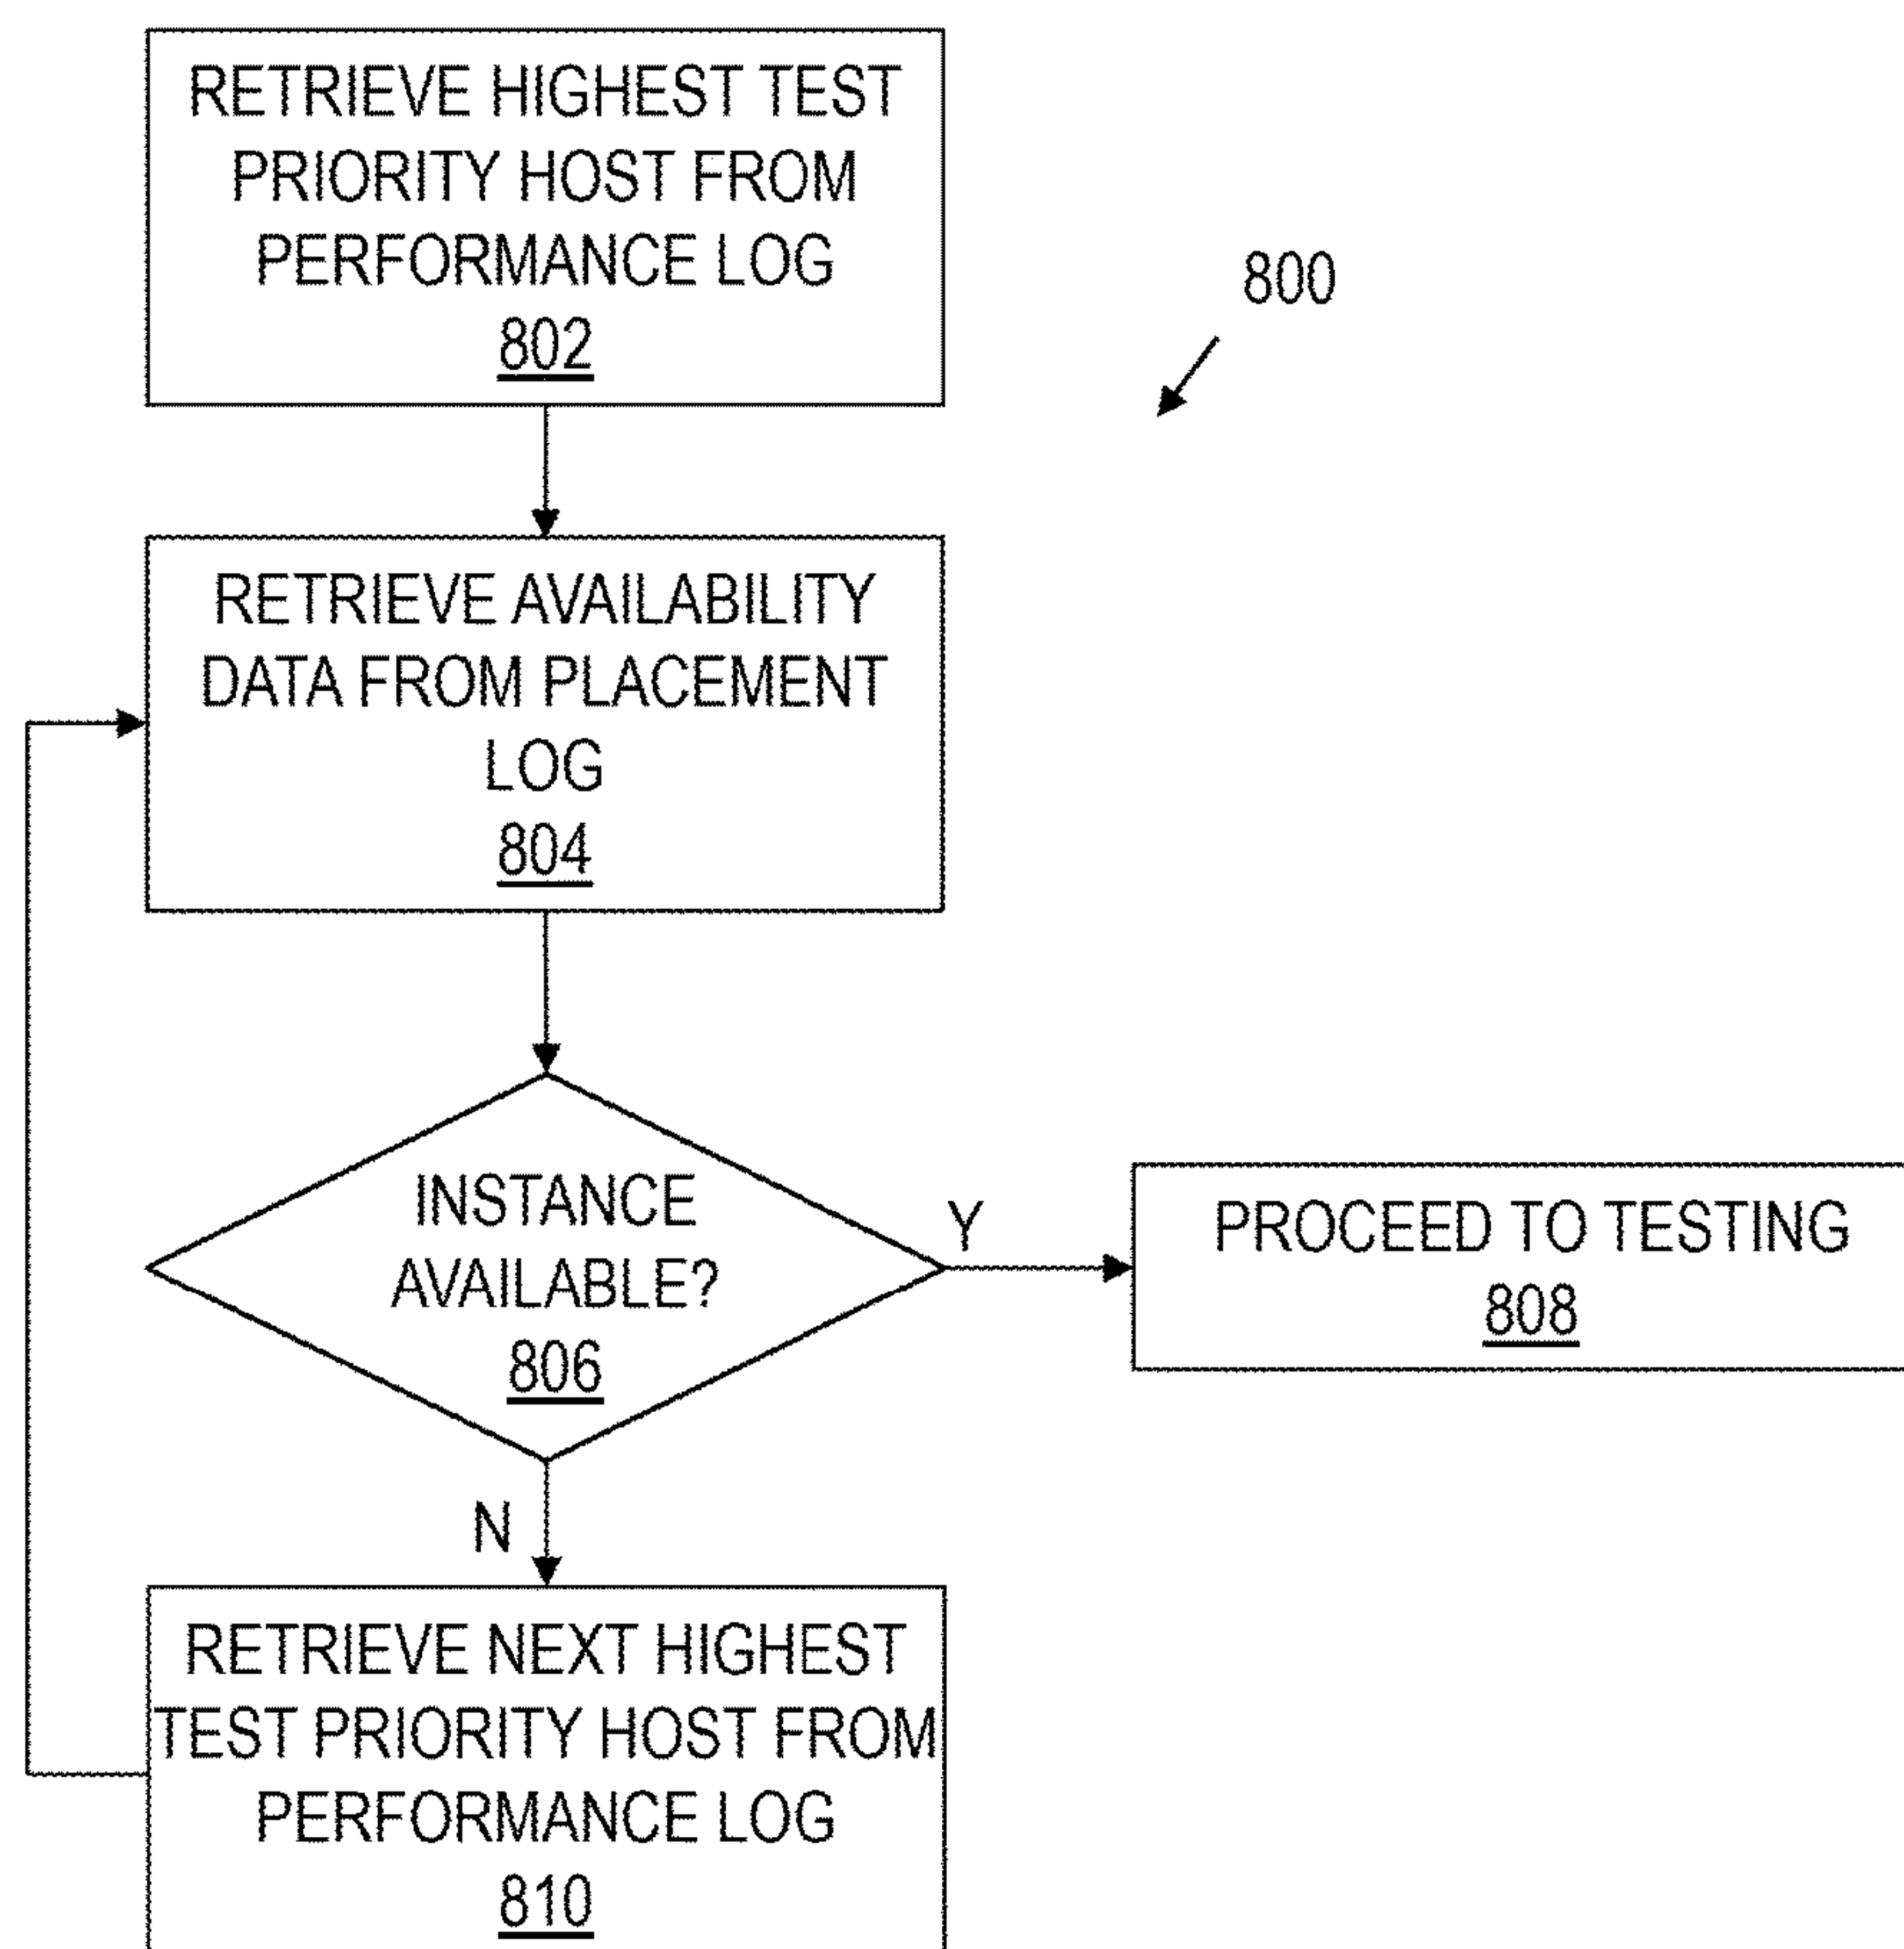 RETRIEVE HIGHEST TEST
PRIORITY HOST FROM
PERFORMANCE LOG
802
800
RETRIEVE AVAILABILITY
DATA FROM PLACEMENT
LOG
804
INSTANCE
AVAILABLE?
806
Y
PROCEED TO TESTING
808
N
RETRIEVE NEXT HIGHEST
TEST PRIORITY HOST FROM
PERFORMANCE LOG
810